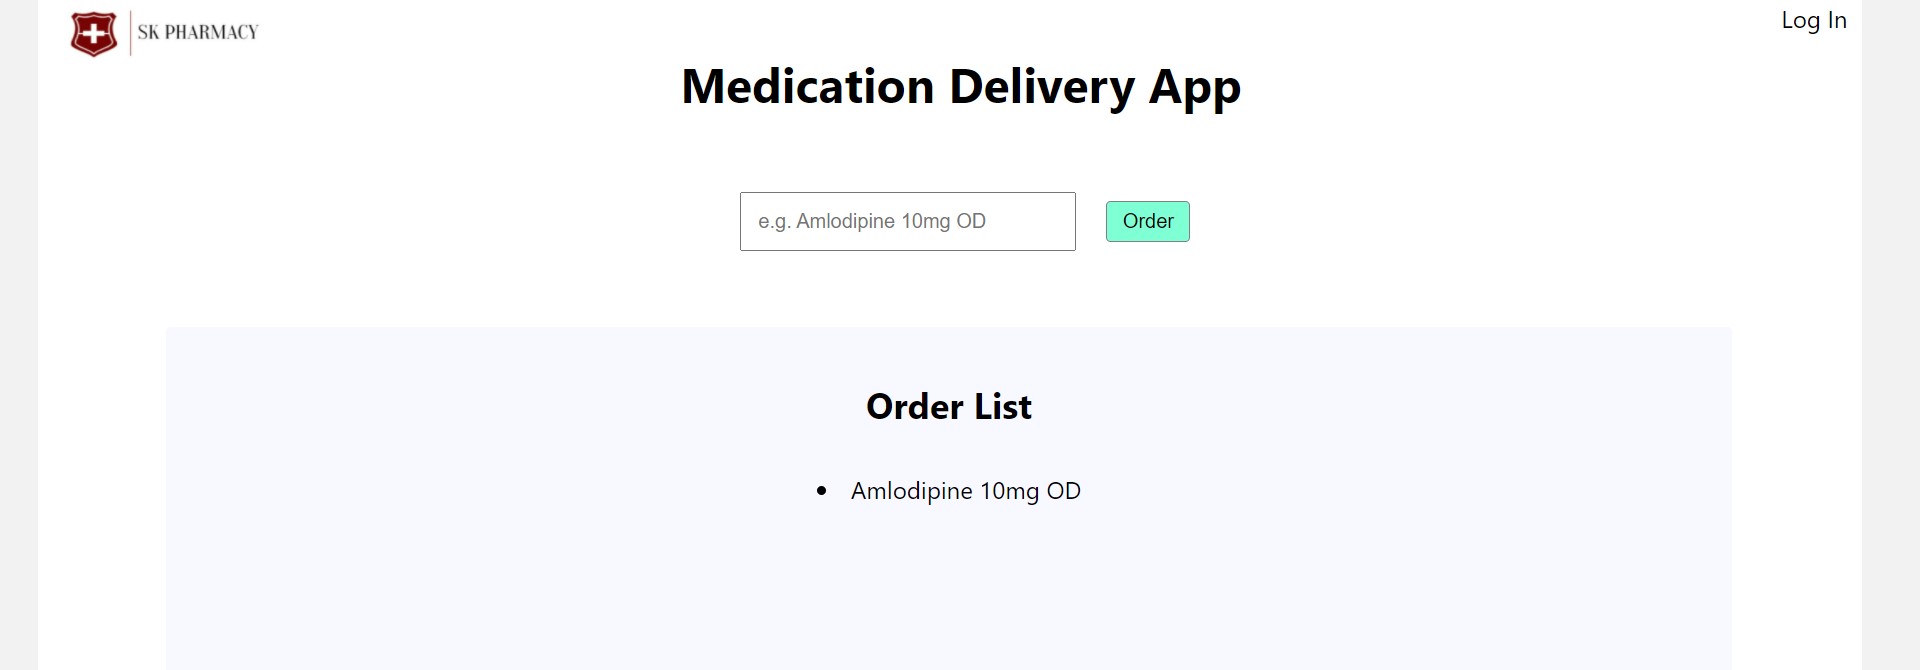 SK PHARMACY
Log In
Medication Delivery App
e.g. Amlodipine 10mg OD
Order
Order List
Amlodipine 10mg OD